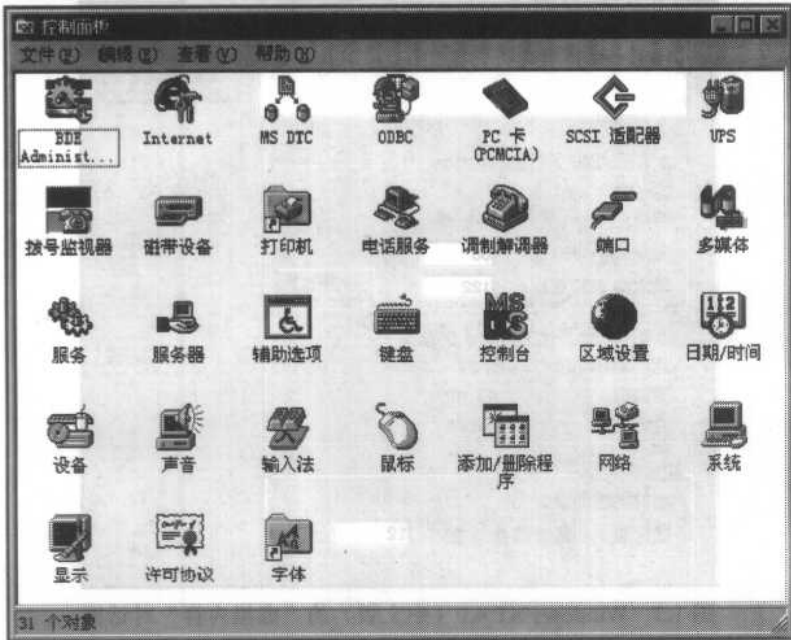 控制面板
文件(F) 编辑(E) 查看(V) 帮助(H)
BDE Administ...
Internet
MS DTC
ODBC
PC 卡 (PCMCIA)
SCSI 适配器
UPS
拨号监视器
磁带设备
打印机
电话服务
调制解调器
端口
多媒体
服务
服务器
辅助选项
键盘
控制台
区域设置
日期/时间
设备
声音
输入法
鼠标
添加/删除程序
网络
系统
显示
许可协议
字体
31 个对象